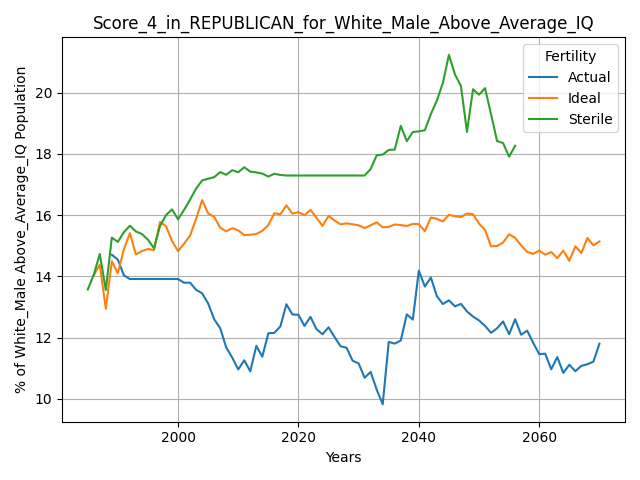 Score_4_in_REPUBLICAN_for_White_Male_Above_Average_IQ
% of White_Male Above_Average_IQ Population
20
18
16
14
12
10
Fertility
Actual
Ideal
Sterile
2000
2020
2040
2060
Years